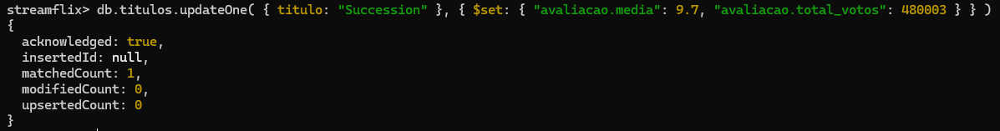 streamflix> db.titulos.updateOne( { titulo: "Succession" }, { $set: { "avaliacao.media": 9.7, "avaliacao.total_votos": 480003 } } )
{
  acknowledged: true,
  insertedId: null,
  matchedCount: 1,
  modifiedCount: 0,
  upsertedCount: 0
}